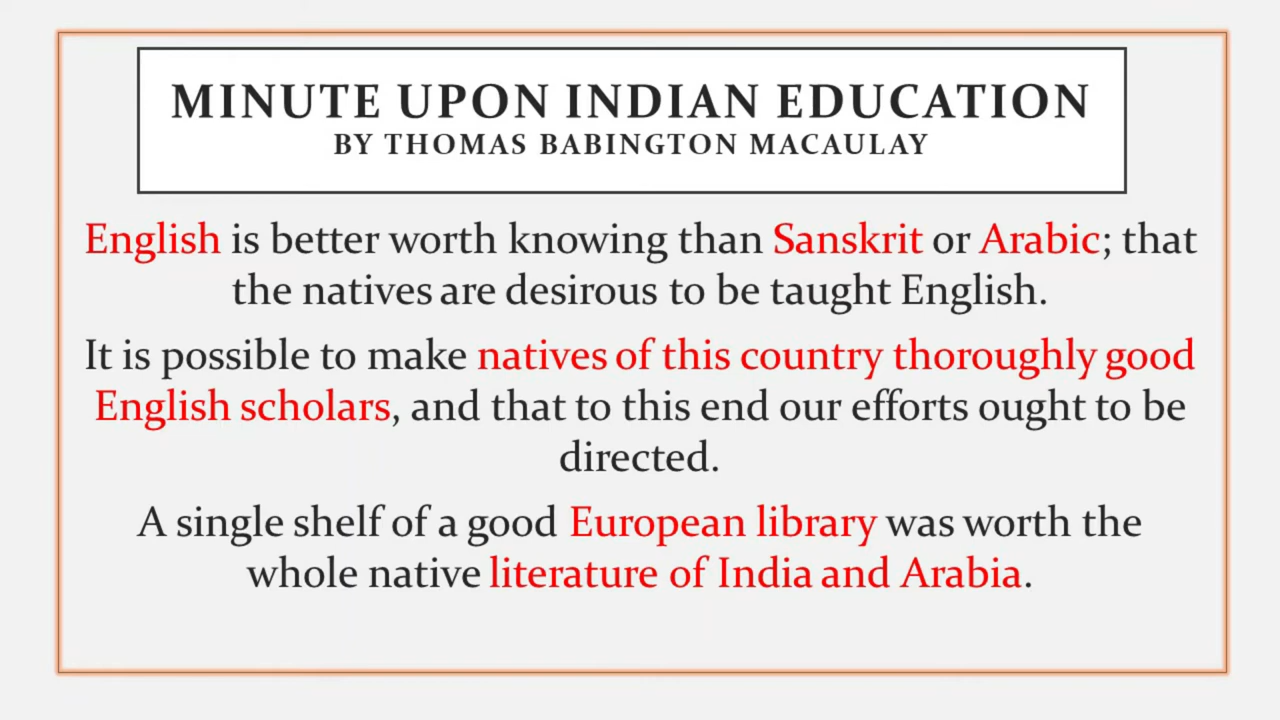 MINUTE UPON INDIAN EDUCATION
BY THOMAS BABINGTON MACAULAY
English is better worth knowing than Sanskrit or Arabic; that
the natives are desirous to be taught English.
It is possible to make natives of this country thoroughly good
English scholars, and that to this end our efforts ought to be
directed.
A single shelf of a good European library was worth the
whole native literature of India and Arabia.